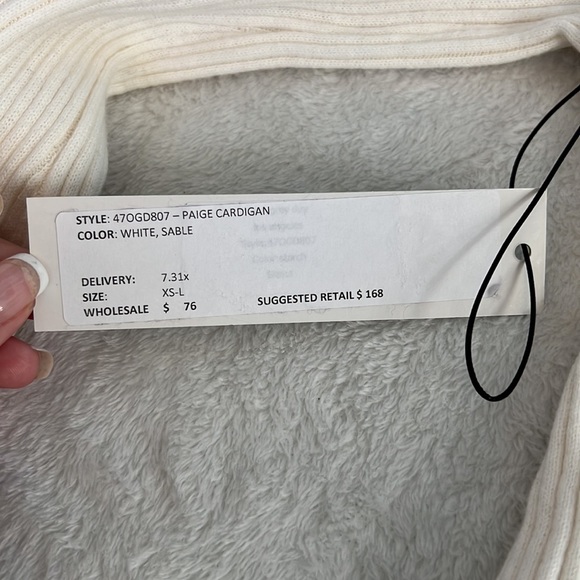 STYLE: 47OGD807 – PAIGE CARDIGAN
COLOR: WHITE, SABLE
DELIVERY: 7.31x
SIZE: XS-L
WHOLESALE $ 76 SUGGESTED RETAIL $ 168